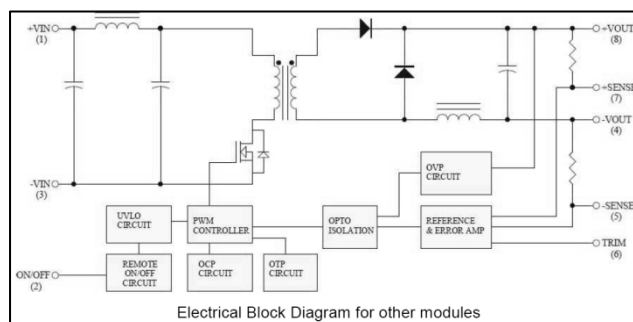 +VIN
(1)
+VOUT
(8)
+SENSE
(7)
-VOUT
(4)
-VIN
(3)
OVP
CIRCUIT
UVLO
CIRCUIT
PWM
CONTROLLER
OPTO
ISOLATION
REFERENCE
& ERROR AMP
-SENSE
(5)
TRIM
(6)
ON/OFF
(2)
REMOTE
ON/OFF
CIRCUIT
OCP
CIRCUIT
OTP
CIRCUIT
Electrical Block Diagram for other modules